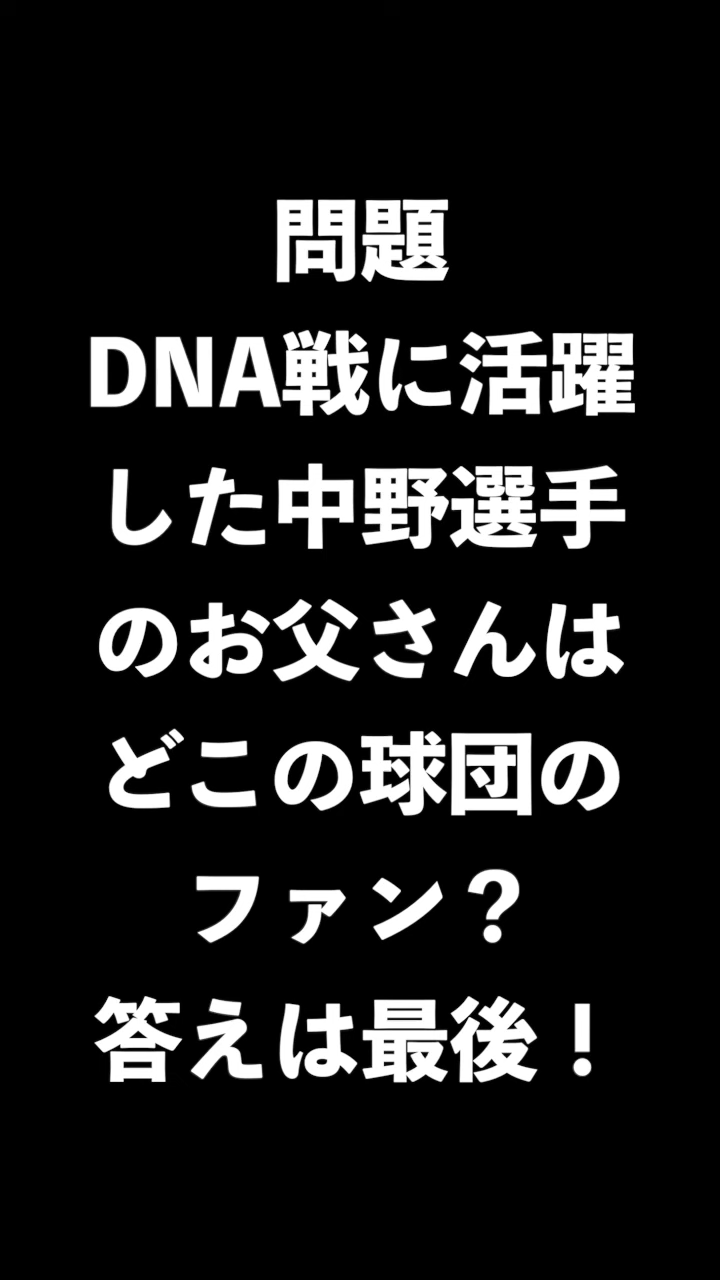 問題
DNA戦に活躍
した中野選手
のお父さんは
どこの球団の
ファン？
答えは最後！